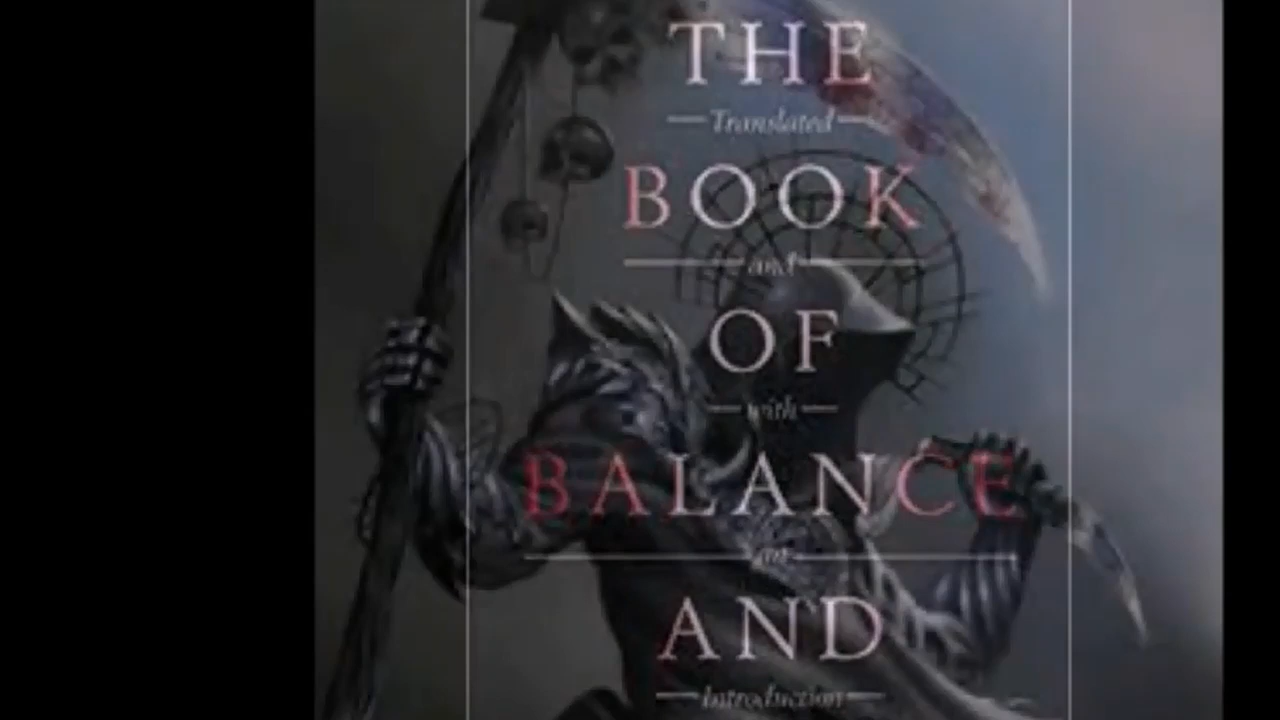 THE
Translated
BOOK
and
OF
with
BALANCE
an
AND
Introduction